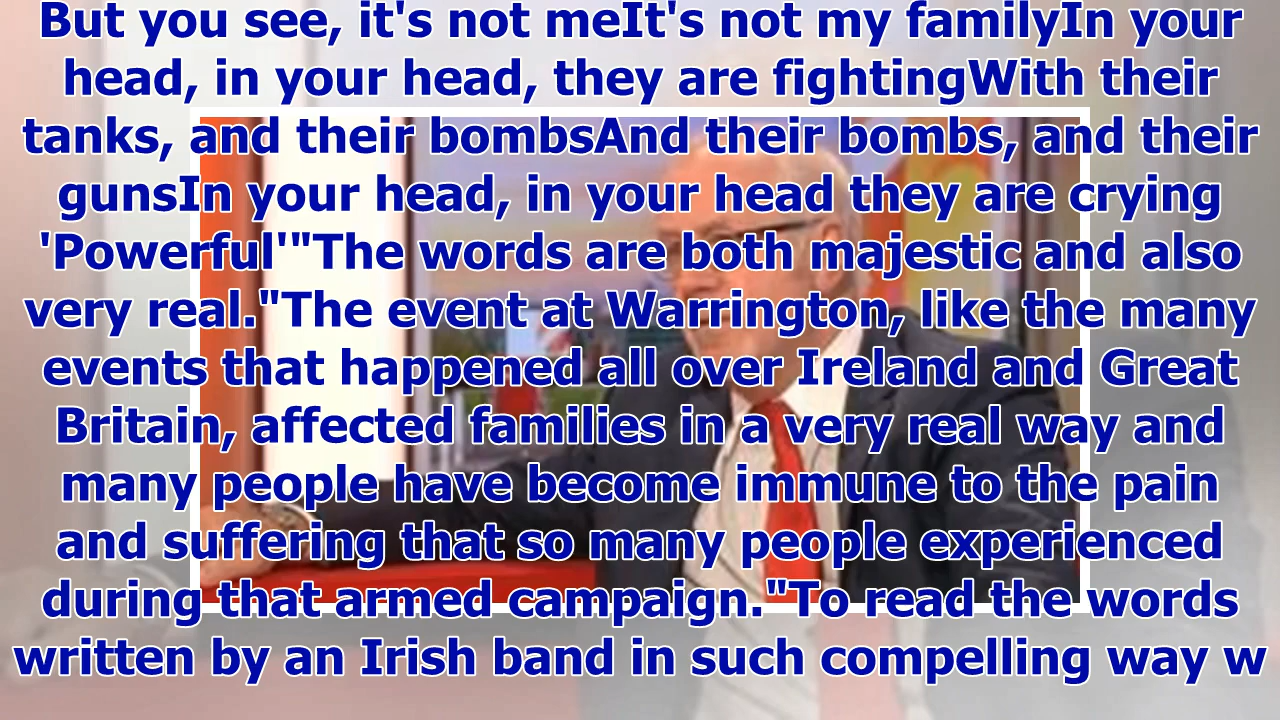 But you see, it's not meIt's not my familyIn your
head, in your head, they are fightingWith their
tanks, and their bombsAnd their bombs, and their
gunsIn your head, in your head they are crying
'Powerful'"The words are both majestic and also
very real."The event at Warrington, like the many
events that happened all over Ireland and Great
Britain, affected families in a very real way and
many people have become immune to the pain
and suffering that so many people experienced
during that armed campaign."To read the words
written by an Irish band in such compelling way w